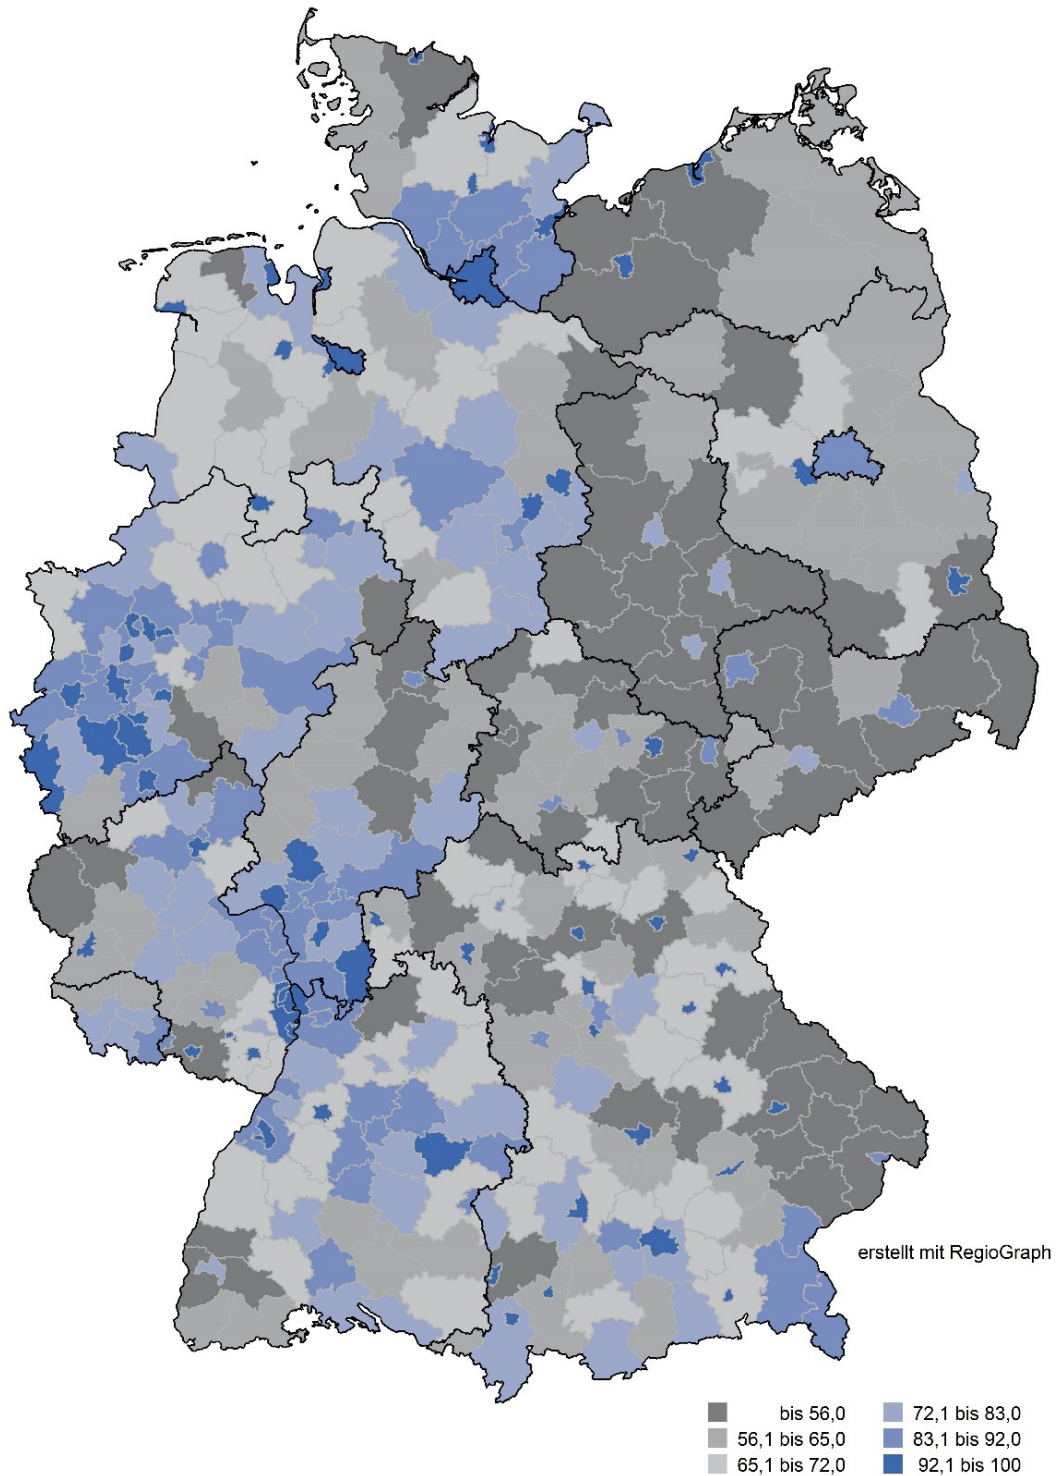 erstellt mit RegioGraph
bis 56,0
72,1 bis 83,0
56,1 bis 65,0
83,1 bis 92,0
65,1 bis 72,0
92,1 bis 100